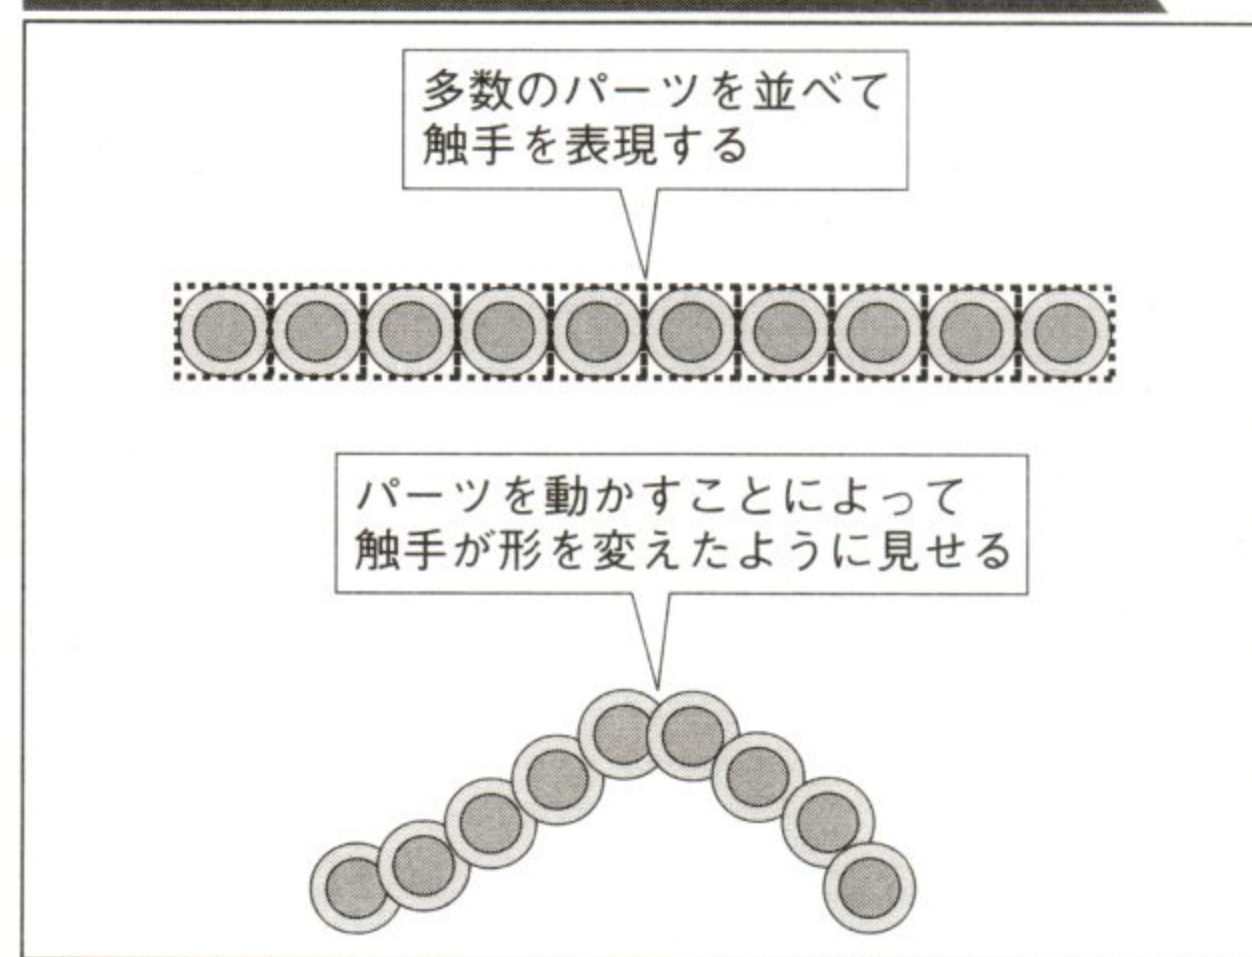 多数のパーツを並べて
触手を表現する
パーツを動かすことによって
触手が形を変えたように見せる